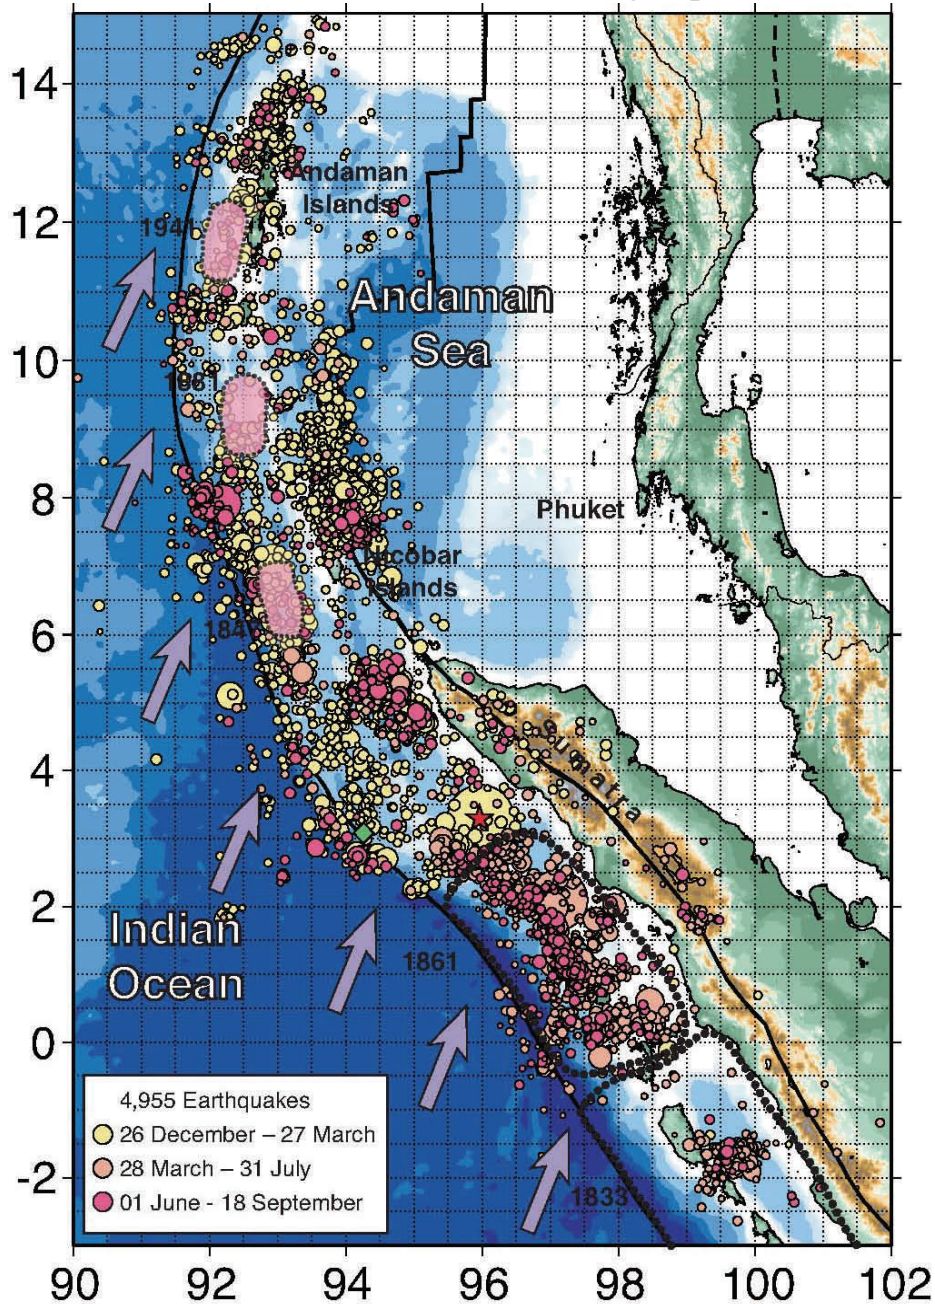 14
12
10
8
6
4
2
0
-2
90
92
94
96
98
100
102
Andaman
Islands
1941
Andaman
Sea
Phuket
Nicobar
Islands
Sumatra
Indian
Ocean
1861
1833
4,955 Earthquakes
26 December – 27 March
28 March – 31 July
01 June - 18 September